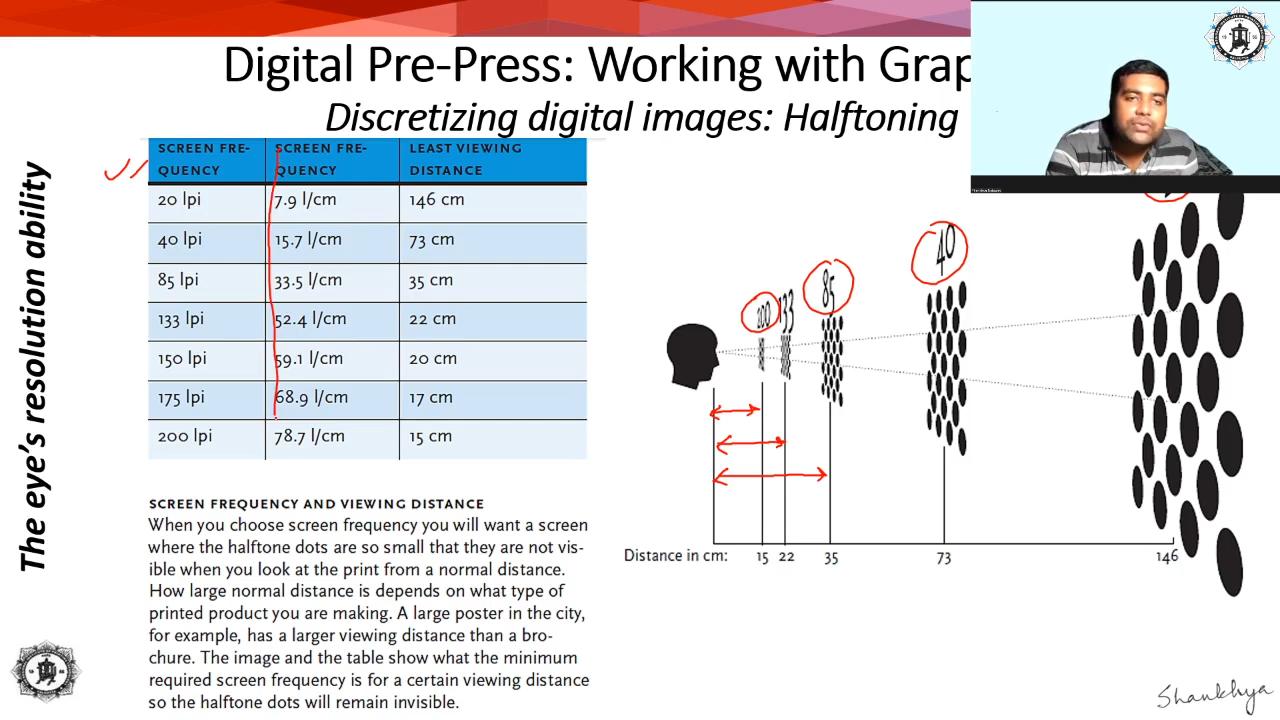 Digital Pre-Press: Working with Grap
Discretizing digital images: Halftoning
The eye's resolution ability
SCREEN FRE-
QUENCY
SCREEN FRE-
QUENCY
LEAST VIEWING
DISTANCE
20 lpi 7.9 l/cm 146 cm
40 lpi 15.7 l/cm 73 cm
85 lpi 33.5 l/cm 35 cm
133 lpi 52.4 l/cm 22 cm
150 lpi 59.1 l/cm 20 cm
175 lpi 68.9 l/cm 17 cm
200 lpi 78.7 l/cm 15 cm
SCREEN FREQUENCY AND VIEWING DISTANCE
When you choose screen frequency you will want a screen
where the halftone dots are so small that they are not vis-
ible when you look at the print from a normal distance.
How large normal distance is depends on what type of
printed product you are making. A large poster in the city,
for example, has a larger viewing distance than a bro-
chure. The image and the table show what the minimum
required screen frequency is for a certain viewing distance
so the halftone dots will remain invisible.
200 133 85 40
Distance in cm: 15 22 35 73 146
Shankhya